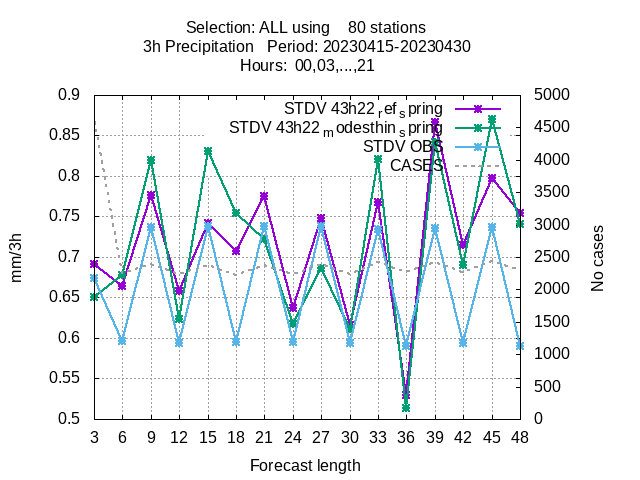 Selection: ALL using 80 stations
3h Precipitation Period: 20230415-20230430
Hours: 00,03,...,21
STDV 43h22ref_spring
STDV 43h22modesthin_spring
STDV OBS
CASES
0.9
0.85
0.8
0.75
0.7
0.65
0.6
0.55
0.5
mm/3h
5000
4500
4000
3500
3000
2500
2000
1500
1000
500
0
No cases
3 6 9 12 15 18 21 24 27 30 33 36 39 42 45 48
Forecast length